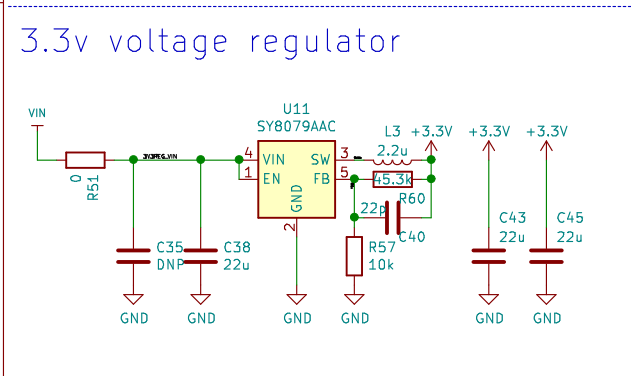 3.3v voltage regulator
VIN
U11
SY8079AAC
L3
+3.3V
+3.3V
+3.3V
2.2u
4
VIN
SW
3
1
EN
FB
5
GND
2
0
R51
45.3k
R60
22p
C40
C35
DNP
C38
22u
R57
10k
C43
22u
C45
22u
GND
GND
GND
GND
GND
GND